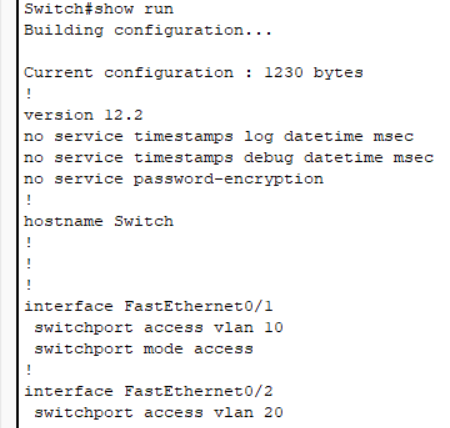 Switch#show run
Building configuration...
Current configuration : 1230 bytes
!
version 12.2
no service timestamps log datetime msec
no service timestamps debug datetime msec
no service password-encryption
!
hostname Switch
!
!
!
interface FastEthernet0/1
 switchport access vlan 10
 switchport mode access
!
interface FastEthernet0/2
 switchport access vlan 20